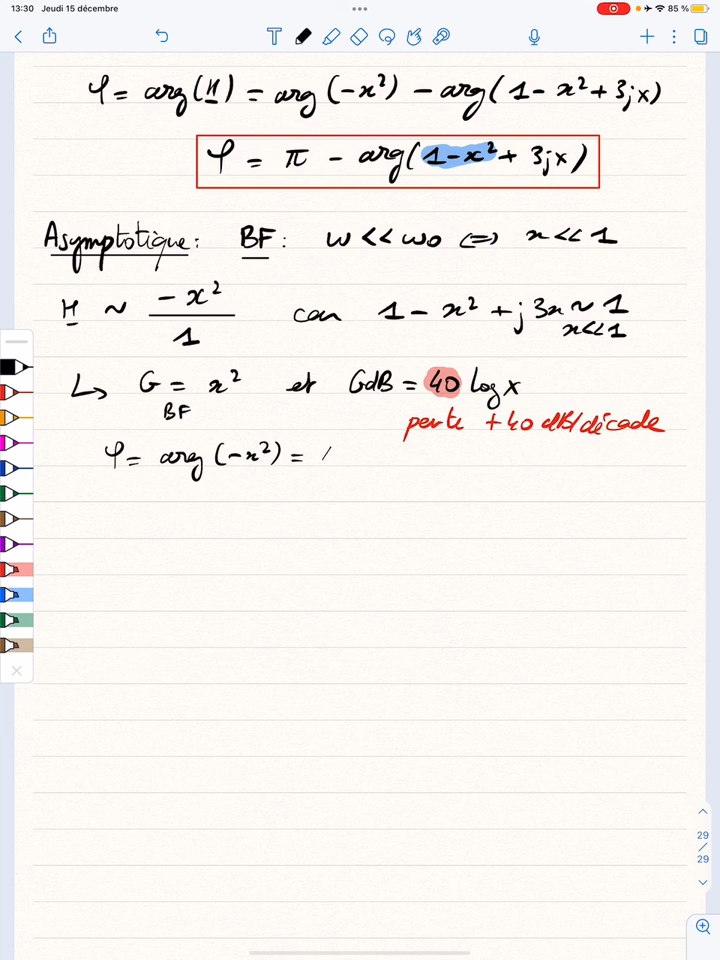 13:30 Jeudi 15 décembre
85 %
φ = arg(H) = arg(-x²) - arg(1 - x² + 3jx)
φ = π - arg(1 - x² + 3jx)
Asymptotique : BF : w << w0 <=> x << 1
H ~ -x²/1 car 1 - x² + j3x ~ 1
x<<1
↳ G = x² et GdB = 40 log x
BF
pente +40 dB/décade
φ = arg(-x²) =
29
/
29